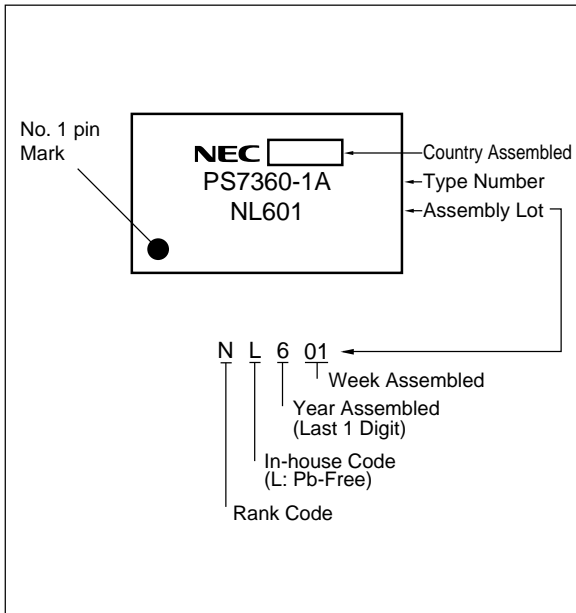 No. 1 pin
Mark
NEC
Country Assembled
PS7360-1A
Type Number
NL601
Assembly Lot
N L 6 01
Week Assembled
Year Assembled
(Last 1 Digit)
In-house Code
(L: Pb-Free)
Rank Code